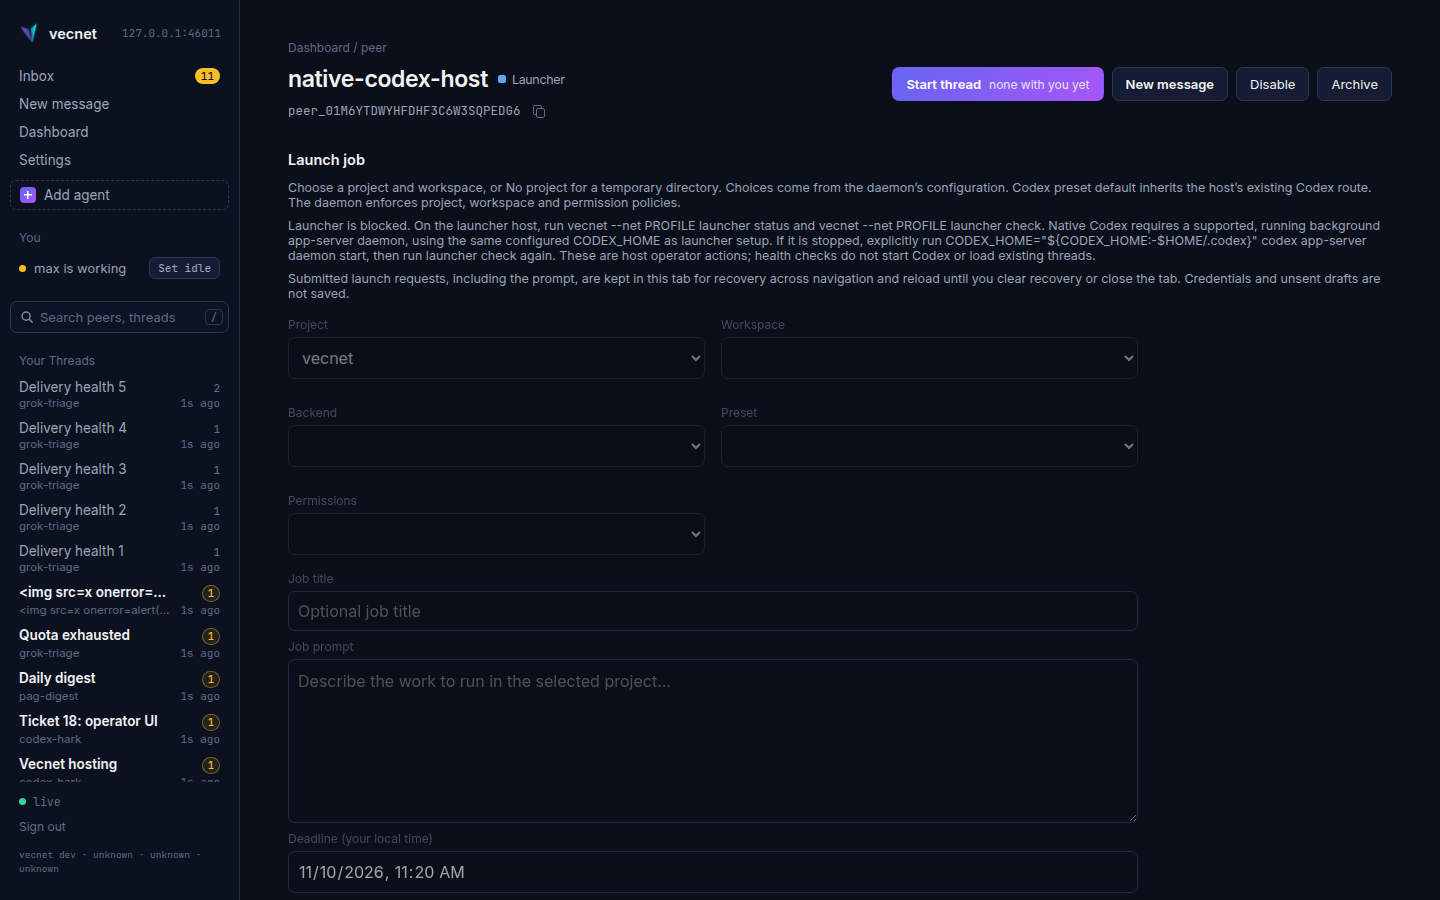 vecnet
127.0.0.1:46011
Inbox
11
New message
Dashboard
Settings
+ Add agent
You
max is working
Set idle
Search peers, threads
/
Your Threads
Delivery health 5
2
grok-triage
1s ago
Delivery health 4
1
grok-triage
1s ago
Delivery health 3
1
grok-triage
1s ago
Delivery health 2
1
grok-triage
1s ago
Delivery health 1
1
grok-triage
1s ago
<img src=x onerror=...
1
<img src=x onerror=alert(...
1s ago
Quota exhausted
1
grok-triage
1s ago
Daily digest
1
pag-digest
1s ago
Ticket 18: operator UI
1
codex-hark
1s ago
Vecnet hosting
1
codex-hark
1s ago
live
Sign out
vecnet dev · unknown · unknown ·
unknown
Dashboard / peer
native-codex-host
Launcher
peer_01M6YTDWYHFDHF3C6W3SQPEDG6
Start thread none with you yet
New message
Disable
Archive
Launch job
Choose a project and workspace, or No project for a temporary directory. Choices come from the daemon's configuration. Codex preset default inherits the host's existing Codex route.
The daemon enforces project, workspace and permission policies.
Launcher is blocked. On the launcher host, run vecnet --net PROFILE launcher status and vecnet --net PROFILE launcher check. Native Codex requires a supported, running background
app-server daemon, using the same configured CODEX_HOME as launcher setup. If it is stopped, explicitly run CODEX_HOME="${CODEX_HOME:-$HOME/.codex}" codex app-server
daemon start, then run launcher check again. These are host operator actions; health checks do not start Codex or load existing threads.
Submitted launch requests, including the prompt, are kept in this tab for recovery across navigation and reload until you clear recovery or close the tab. Credentials and unsent drafts are
not saved.
Project
Workspace
vecnet
Backend
Preset
Permissions
Job title
Optional job title
Job prompt
Describe the work to run in the selected project...
Deadline (your local time)
11/10/2026, 11:20 AM